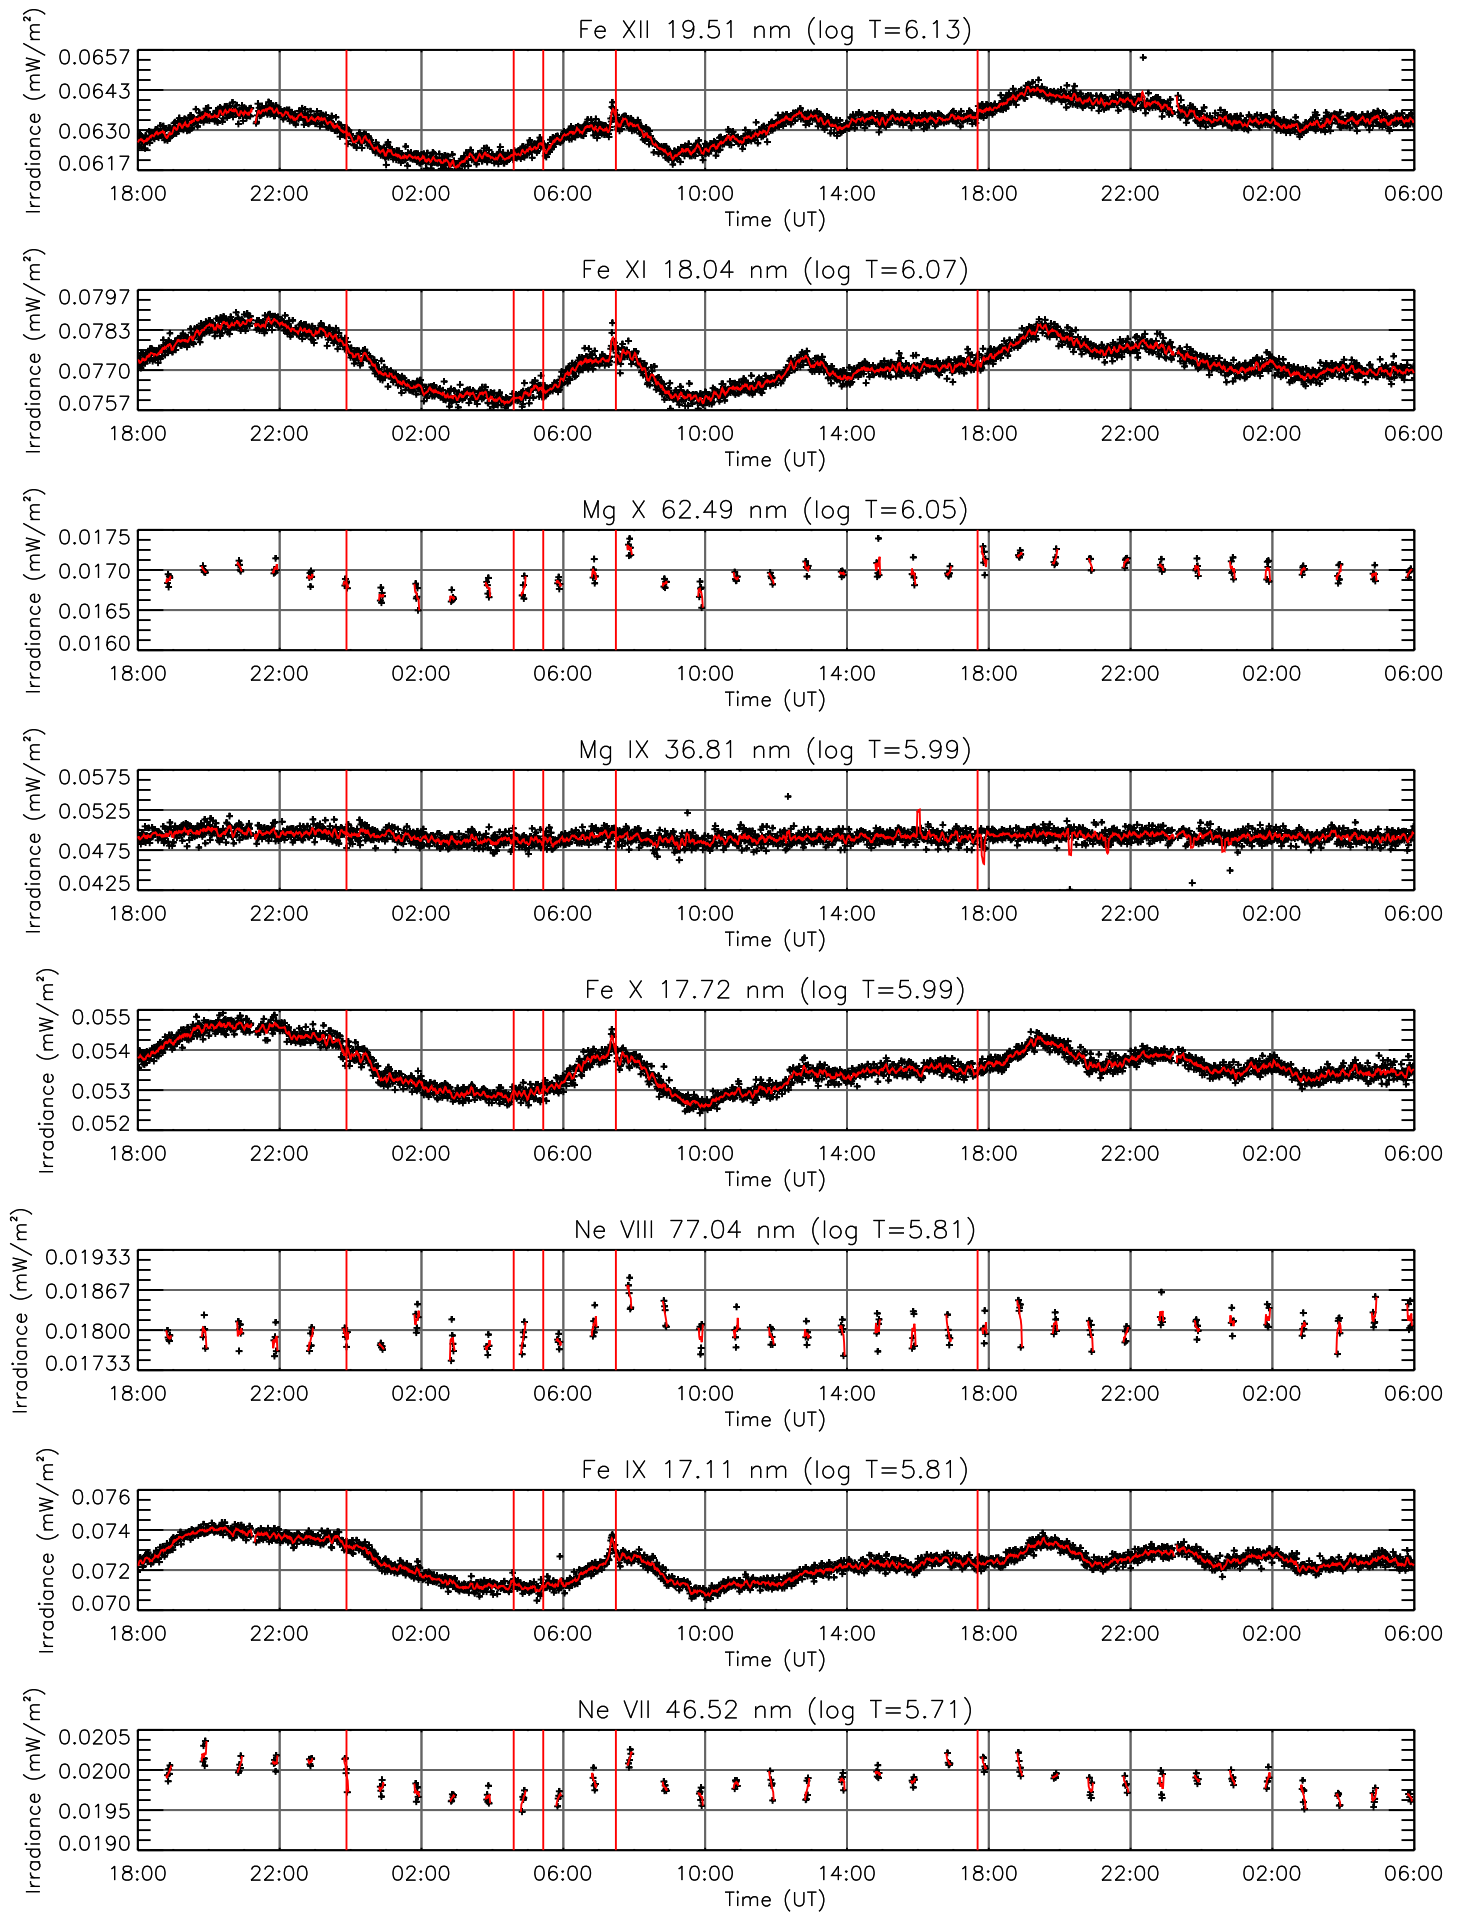 Fe XII 19.51 nm (log T=6.13)
Irradiance (mW/m²)
0.0657
0.0643
0.0630
0.0617
18:00 22:00 02:00 06:00 10:00 14:00 18:00 22:00 02:00 06:00
Time (UT)
Fe XI 18.04 nm (log T=6.07)
Irradiance (mW/m²)
0.0797
0.0783
0.0770
0.0757
18:00 22:00 02:00 06:00 10:00 14:00 18:00 22:00 02:00 06:00
Time (UT)
Mg X 62.49 nm (log T=6.05)
Irradiance (mW/m²)
0.0175
0.0170
0.0165
0.0160
18:00 22:00 02:00 06:00 10:00 14:00 18:00 22:00 02:00 06:00
Time (UT)
Mg IX 36.81 nm (log T=5.99)
Irradiance (mW/m²)
0.0575
0.0525
0.0475
0.0425
18:00 22:00 02:00 06:00 10:00 14:00 18:00 22:00 02:00 06:00
Time (UT)
Fe X 17.72 nm (log T=5.99)
Irradiance (mW/m²)
0.055
0.054
0.053
0.052
18:00 22:00 02:00 06:00 10:00 14:00 18:00 22:00 02:00 06:00
Time (UT)
Ne VIII 77.04 nm (log T=5.81)
Irradiance (mW/m²)
0.01933
0.01867
0.01800
0.01733
18:00 22:00 02:00 06:00 10:00 14:00 18:00 22:00 02:00 06:00
Time (UT)
Fe IX 17.11 nm (log T=5.81)
Irradiance (mW/m²)
0.076
0.074
0.072
0.070
18:00 22:00 02:00 06:00 10:00 14:00 18:00 22:00 02:00 06:00
Time (UT)
Ne VII 46.52 nm (log T=5.71)
Irradiance (mW/m²)
0.0205
0.0200
0.0195
0.0190
18:00 22:00 02:00 06:00 10:00 14:00 18:00 22:00 02:00 06:00
Time (UT)